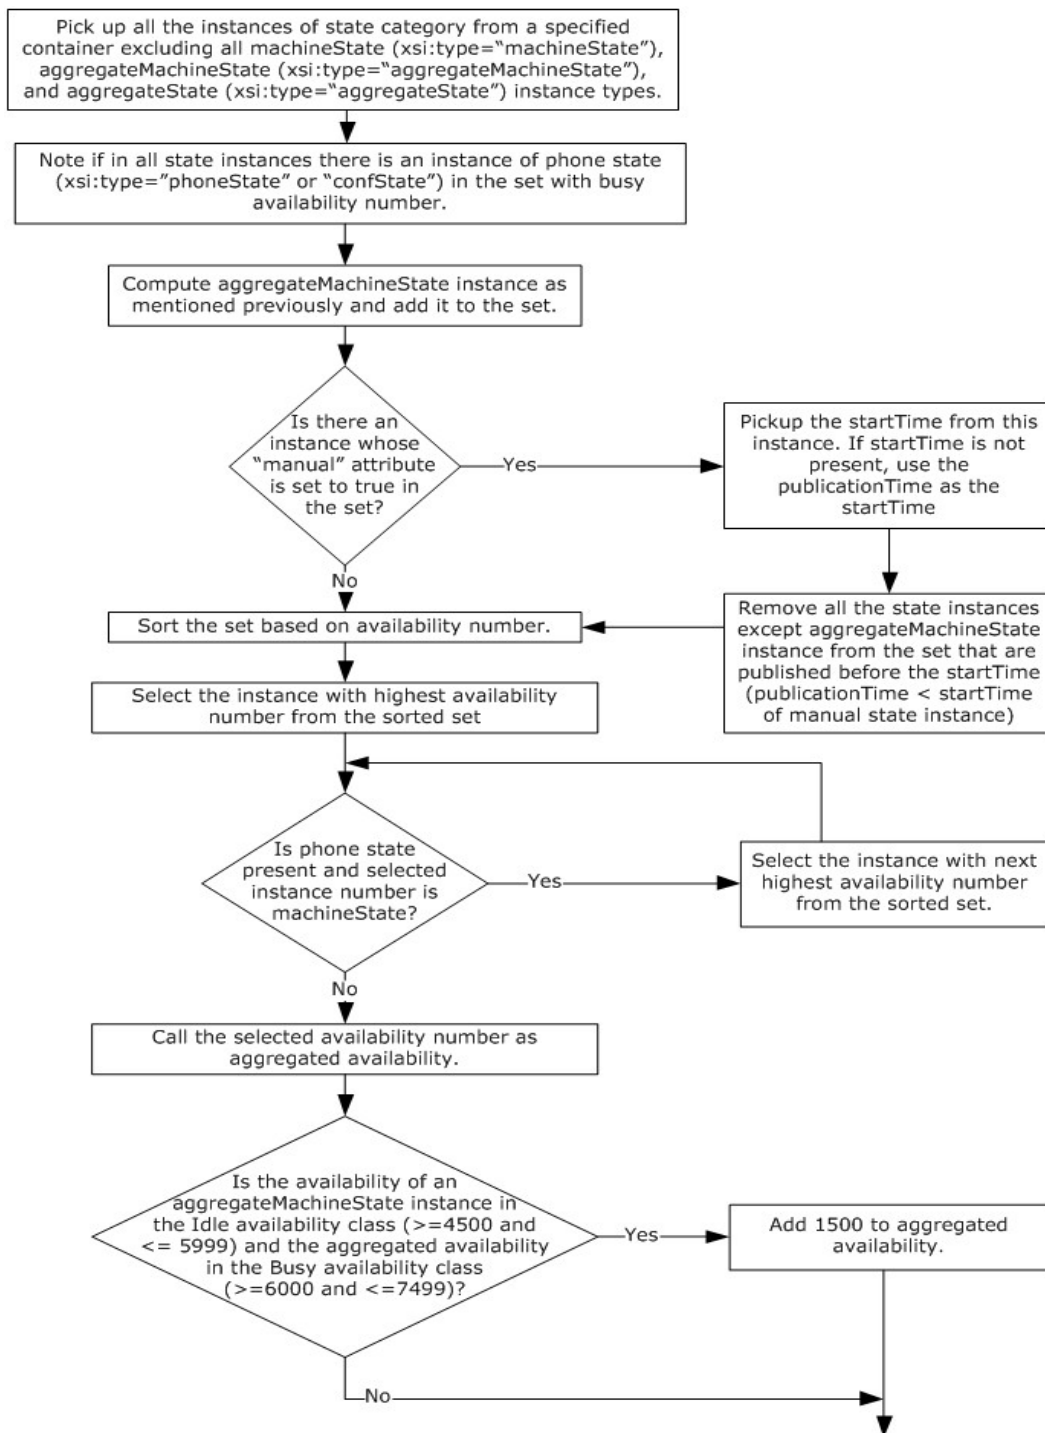 Pick up all the instances of state category from a specified
container excluding all machineState (xsi:type=“machineState”),
aggregateMachineState (xsi:type=“aggregateMachineState”),
and aggregateState (xsi:type=“aggregateState”) instance types.
Note if in all state instances there is an instance of phone state
(xsi:type=”phoneState” or “confState”) in the set with busy
availability number.
Compute aggregateMachineState instance as
mentioned previously and add it to the set.
Is there an
instance whose
“manual” attribute
is set to true in
the set?
Yes
Pickup the startTime from this
instance. If startTime is not
present, use the
publicationTime as the
startTime
No
Remove all the state instances
except aggregateMachineState
instance from the set that are
published before the startTime
(publicationTime < startTime
of manual state instance)
Sort the set based on availability number.
Select the instance with highest availability
number from the sorted set
Is phone state
present and selected
instance number is
machineState?
Yes
Select the instance with next
highest availability number
from the sorted set.
No
Call the selected availability number as
aggregated availability.
Is the availability of an
aggregateMachineState instance in
the Idle availability class (>=4500 and
<= 5999) and the aggregated availability
in the Busy availability class
(>=6000 and <=7499)?
Yes
Add 1500 to aggregated
availability.
No